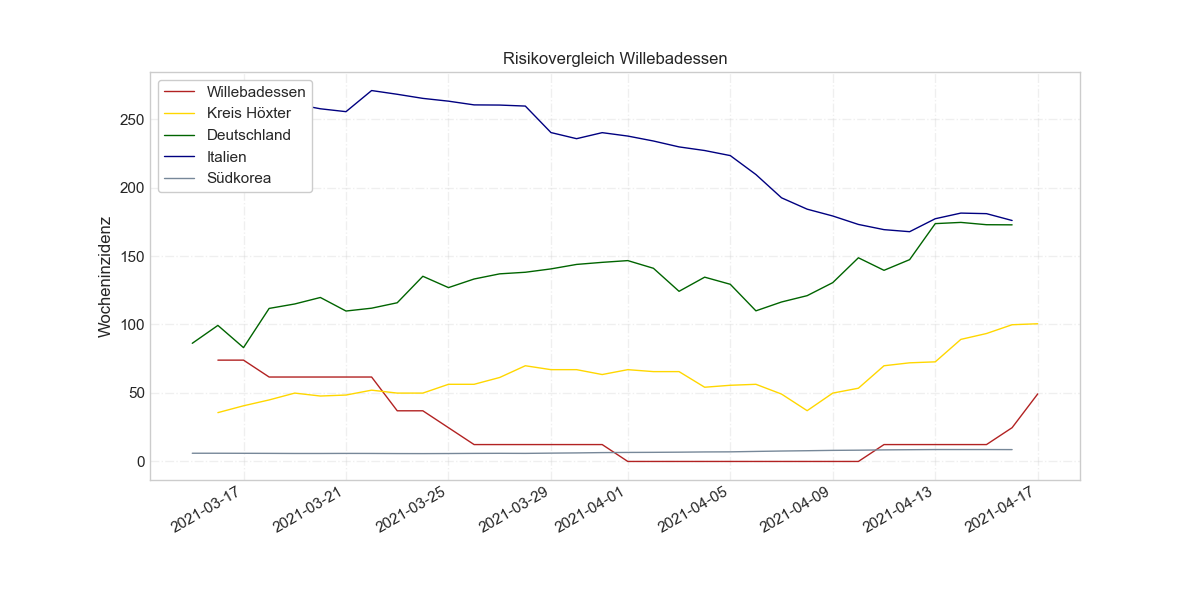 Risikovergleich Willebadessen
Willebadessen
Kreis Höxter
Deutschland
Italien
Südkorea
Wocheninzidenz
250
200
150
100
50
0
2021-03-17
2021-03-21
2021-03-25
2021-03-29
2021-04-01
2021-04-05
2021-04-09
2021-04-13
2021-04-17